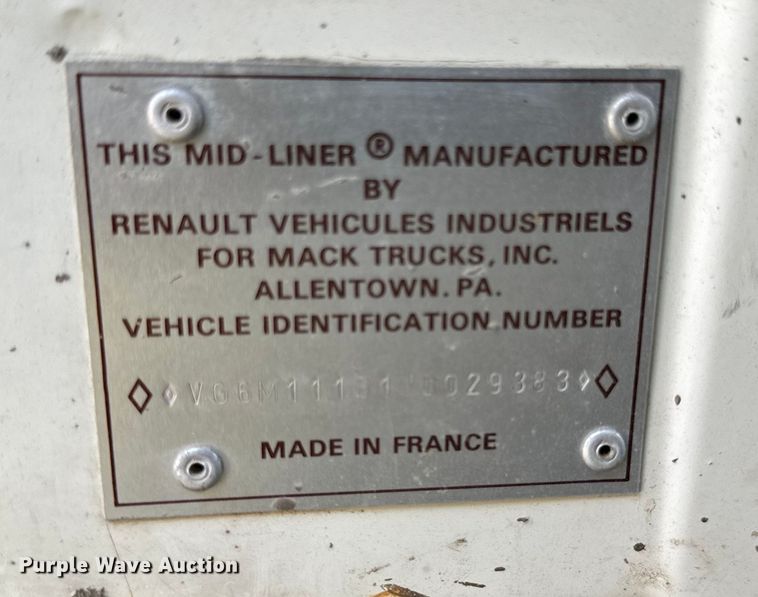 THIS MID-LINER® MANUFACTURED
BY
RENAULT VEHICULES INDUSTRIELS
FOR MACK TRUCKS, INC.
ALLENTOWN. PA.
VEHICLE IDENTIFICATION NUMBER
MADE IN FRANCE
Purple Wave Auction